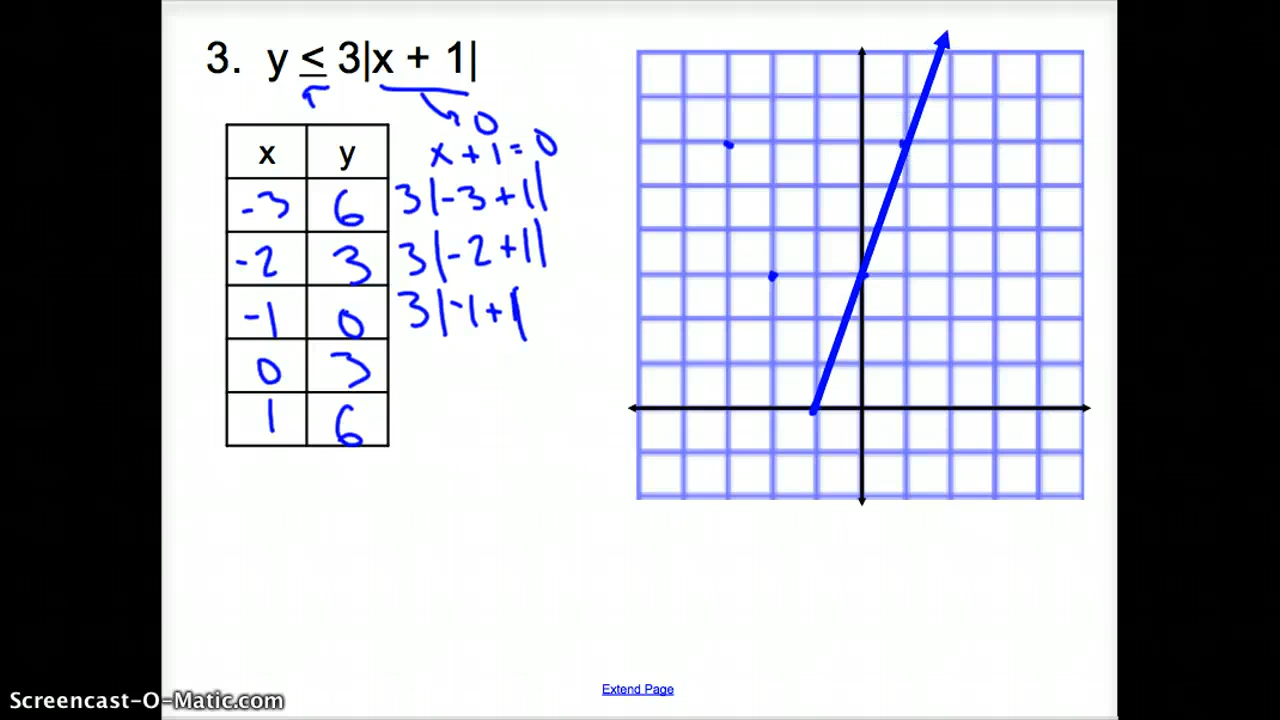 3. y ≤ 3|x + 1|
0
x + 1 = 0
x y
-3 6 3|-3+1|
-2 3 3|-2+1|
-1 0 3|-1+1
0 3
1 6
Extend Page
Screencast-O-Matic.com